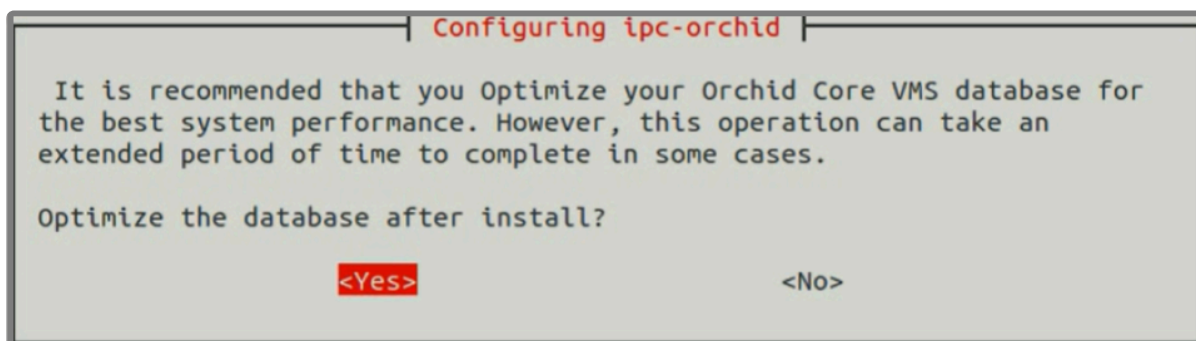 Configuring ipc-orchid
It is recommended that you Optimize your Orchid Core VMS database for
the best system performance. However, this operation can take an
extended period of time to complete in some cases.
Optimize the database after install?
<Yes> <No>